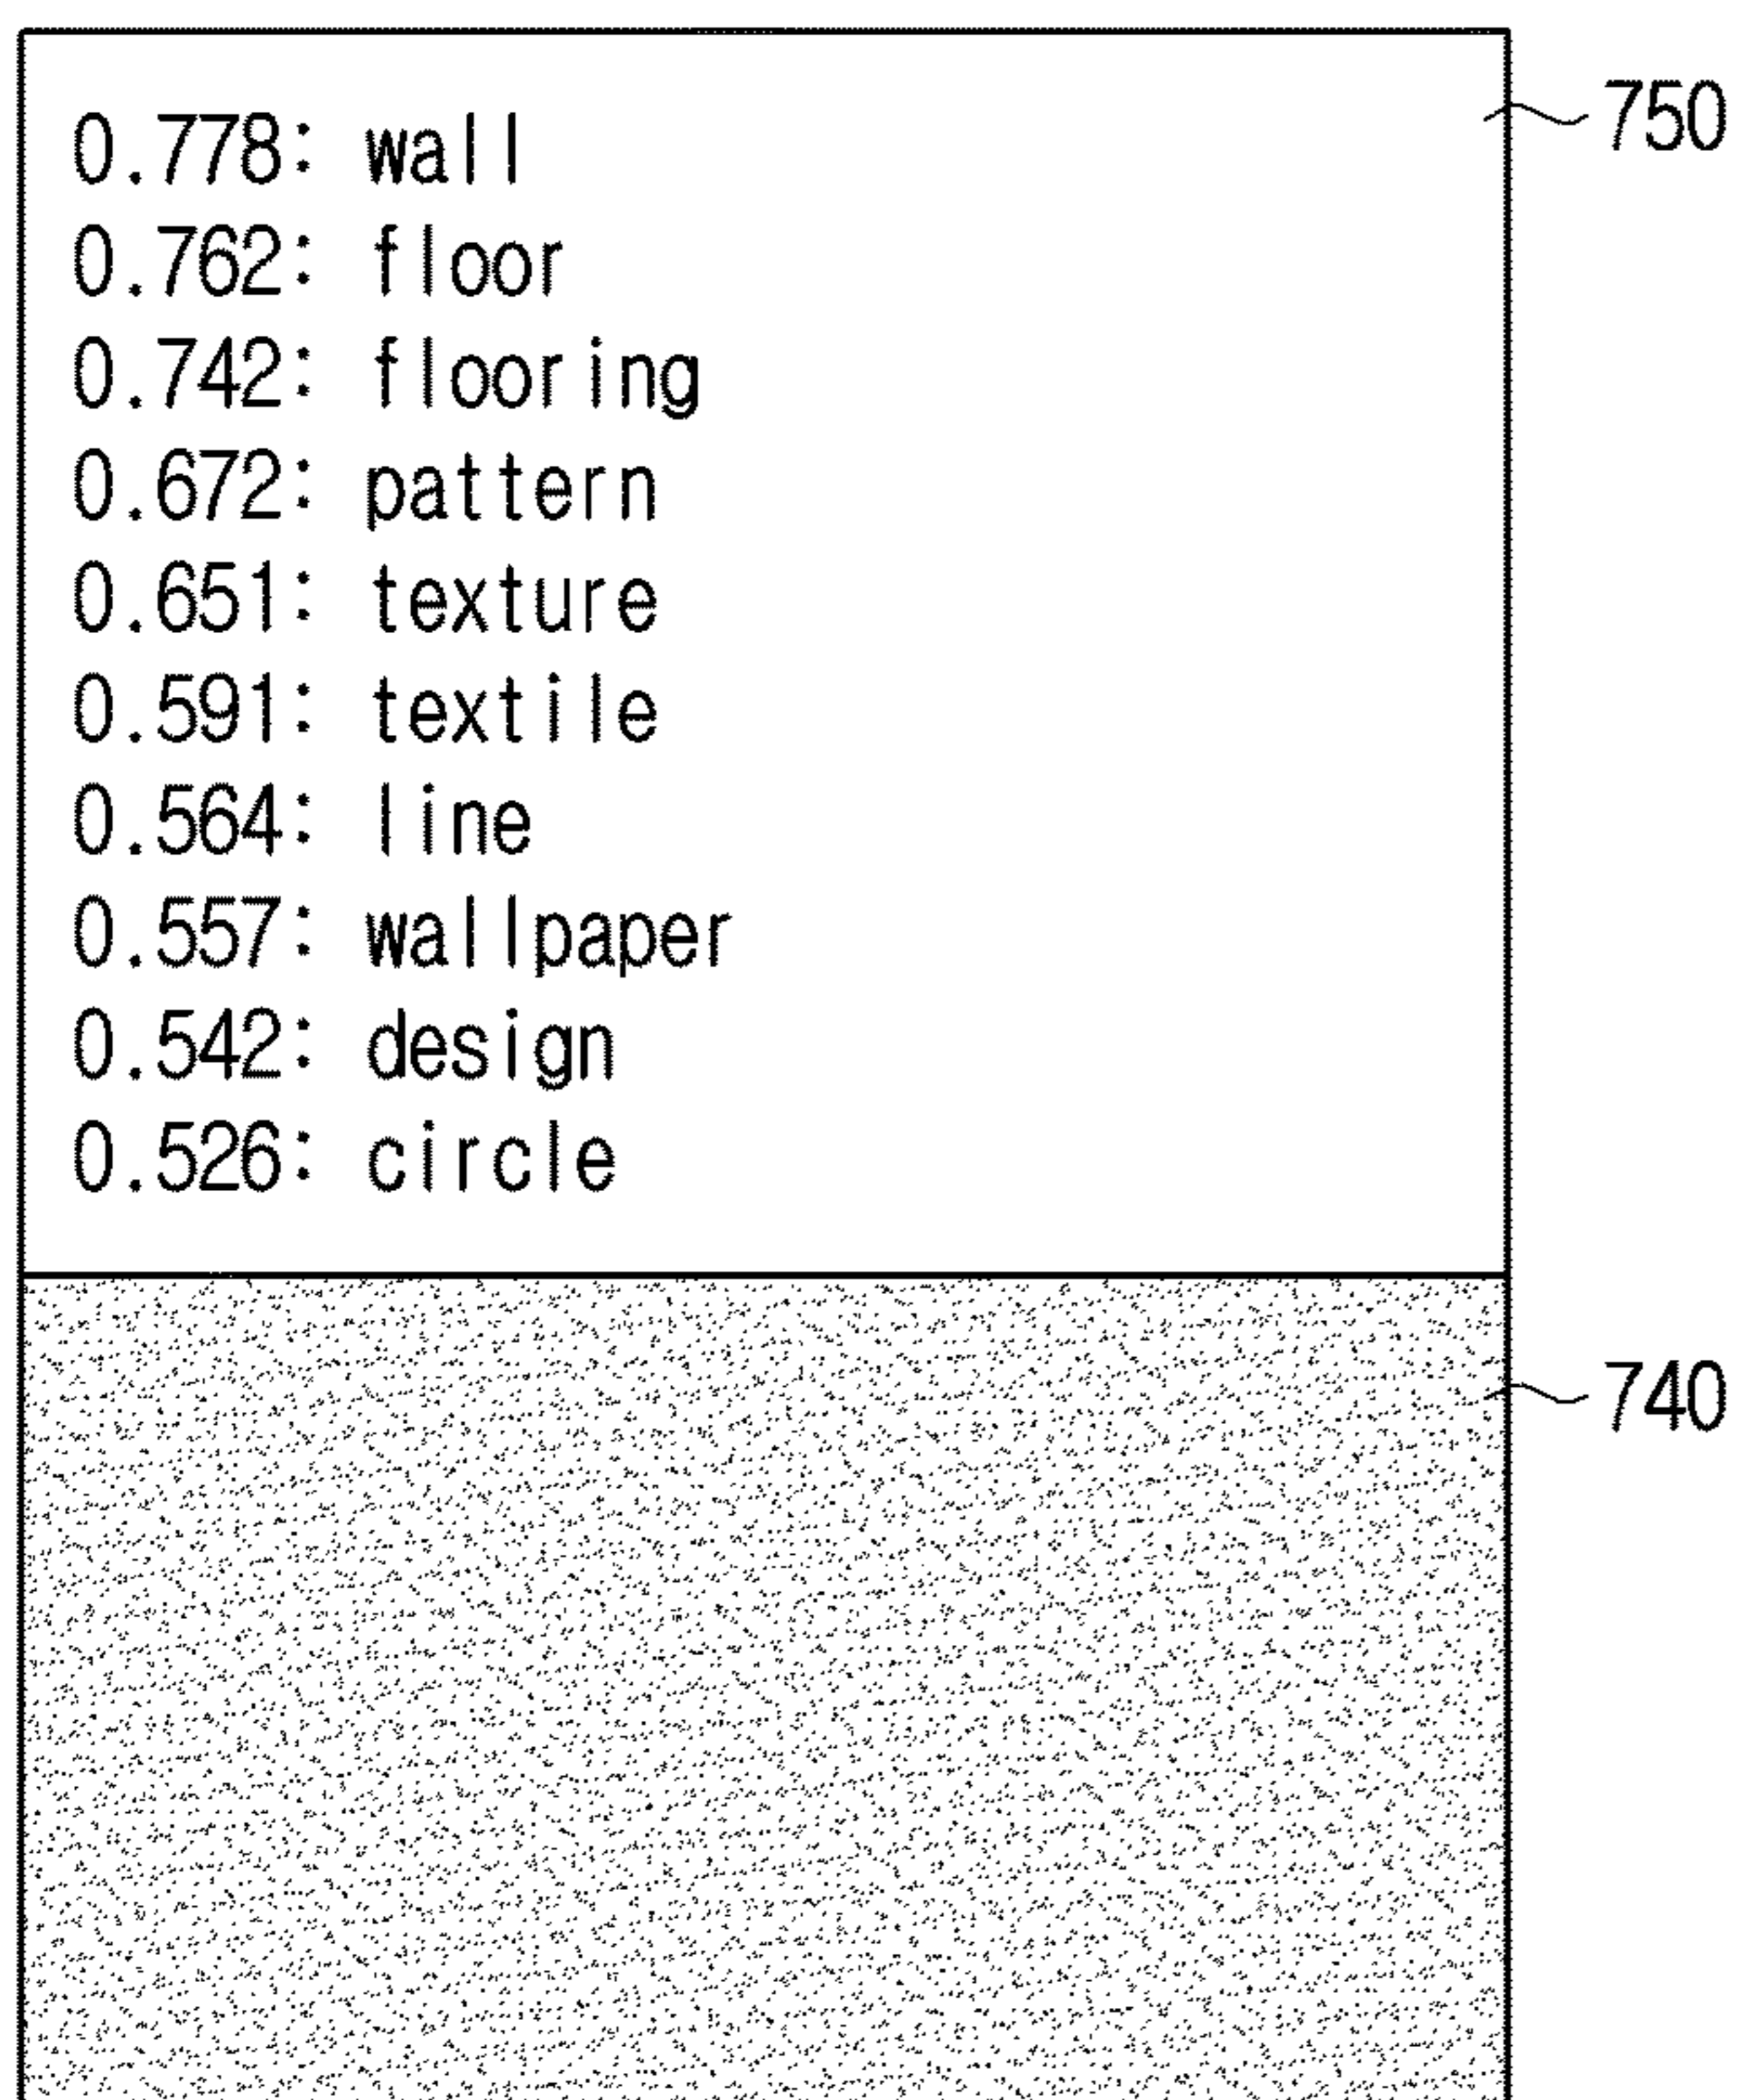 750
0.778: wall
0.762: floor
0.742: flooring
0.672: pattern
0.651: texture
0.591: textile
0.564: line
0.557: wallpaper
0.542: design
0.526: circle
740